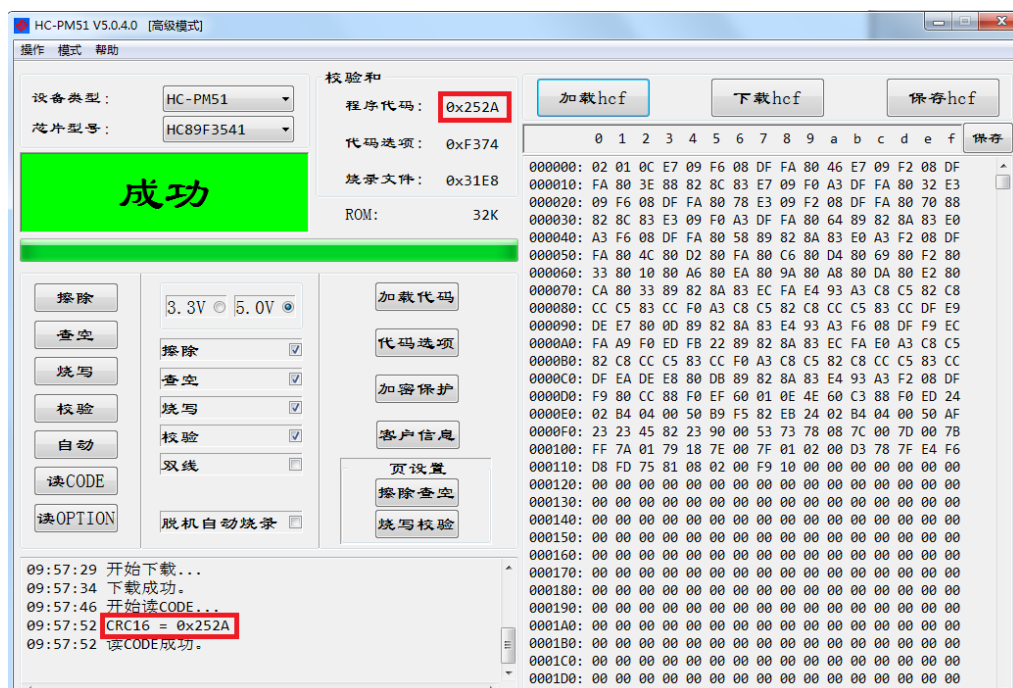 HC-PM51 V5.0.4.0 [高级模式]
操作 模式 帮助
设备类型: HC-PM51
芯片型号: HC89F3541
成功
校验和
程序代码: 0x252A
代码选项: 0xF374
烧录文件: 0x31E8
ROM: 32K
擦除
查空
烧写
校验
自动
读CODE
读OPTION
3.3V 5.0V
擦除
查空
烧写
校验
双线
脱机自动烧录
加载代码
代码选项
加密保护
客户信息
页设置
擦除查空
烧写校验
09:57:29 开始下载...
09:57:34 下载成功。
09:57:46 开始读CODE...
09:57:52 CRC16 = 0x252A
09:57:52 读CODE成功。
加载hcf 下载hcf 保存hcf
0 1 2 3 4 5 6 7 8 9 a b c d e f 保存
000000: 02 01 0C E7 09 F6 08 DF FA 80 46 E7 09 F2 08 DF
000010: FA 80 3E 88 82 8C 83 E7 09 F0 A3 DF FA 80 32 E3
000020: 09 F6 08 DF FA 80 78 E3 09 F2 08 DF FA 80 70 88
000030: 82 8C 83 E3 09 F0 A3 DF FA 80 64 89 82 8A 83 E0
000040: A3 F6 08 DF FA 80 58 89 82 8A 83 E0 A3 F2 08 DF
000050: FA 80 4C 80 D2 80 FA 80 C6 80 D4 80 69 80 F2 80
000060: 33 80 10 80 A6 80 EA 80 9A 80 A8 80 DA 80 E2 80
000070: CA 80 33 89 82 8A 83 EC FA E4 93 A3 C8 C5 82 C8
000080: CC C5 83 CC F0 A3 C8 C5 82 C8 CC C5 83 CC DF E9
000090: DE E7 80 0D 89 82 8A 83 E4 93 A3 F6 08 DF F9 EC
0000A0: FA A9 F0 ED FB 22 89 82 8A 83 EC FA E0 A3 C8 C5
0000B0: 82 C8 CC C5 83 CC F0 A3 C8 C5 82 C8 CC C5 83 CC
0000C0: DF EA DE E8 80 DB 89 82 8A 83 E4 93 A3 F2 08 DF
0000D0: F9 80 CC 88 F0 EF 60 01 0E 4E 60 C3 88 F0 ED 24
0000E0: 02 B4 04 00 50 B9 F5 82 EB 24 02 B4 04 00 50 AF
0000F0: 23 23 45 82 23 90 00 53 73 78 08 7C 00 7D 00 7B
000100: FF 7A 01 79 18 7E 00 7F 01 02 00 D3 78 7F E4 F6
000110: D8 FD 75 81 08 02 00 F9 10 00 00 00 00 00 00 00
000120: 00 00 00 00 00 00 00 00 00 00 00 00 00 00 00 00
000130: 00 00 00 00 00 00 00 00 00 00 00 00 00 00 00 00
000140: 00 00 00 00 00 00 00 00 00 00 00 00 00 00 00 00
000150: 00 00 00 00 00 00 00 00 00 00 00 00 00 00 00 00
000160: 00 00 00 00 00 00 00 00 00 00 00 00 00 00 00 00
000170: 00 00 00 00 00 00 00 00 00 00 00 00 00 00 00 00
000180: 00 00 00 00 00 00 00 00 00 00 00 00 00 00 00 00
000190: 00 00 00 00 00 00 00 00 00 00 00 00 00 00 00 00
0001A0: 00 00 00 00 00 00 00 00 00 00 00 00 00 00 00 00
0001B0: 00 00 00 00 00 00 00 00 00 00 00 00 00 00 00 00
0001C0: 00 00 00 00 00 00 00 00 00 00 00 00 00 00 00 00
0001D0: 00 00 00 00 00 00 00 00 00 00 00 00 00 00 00 00